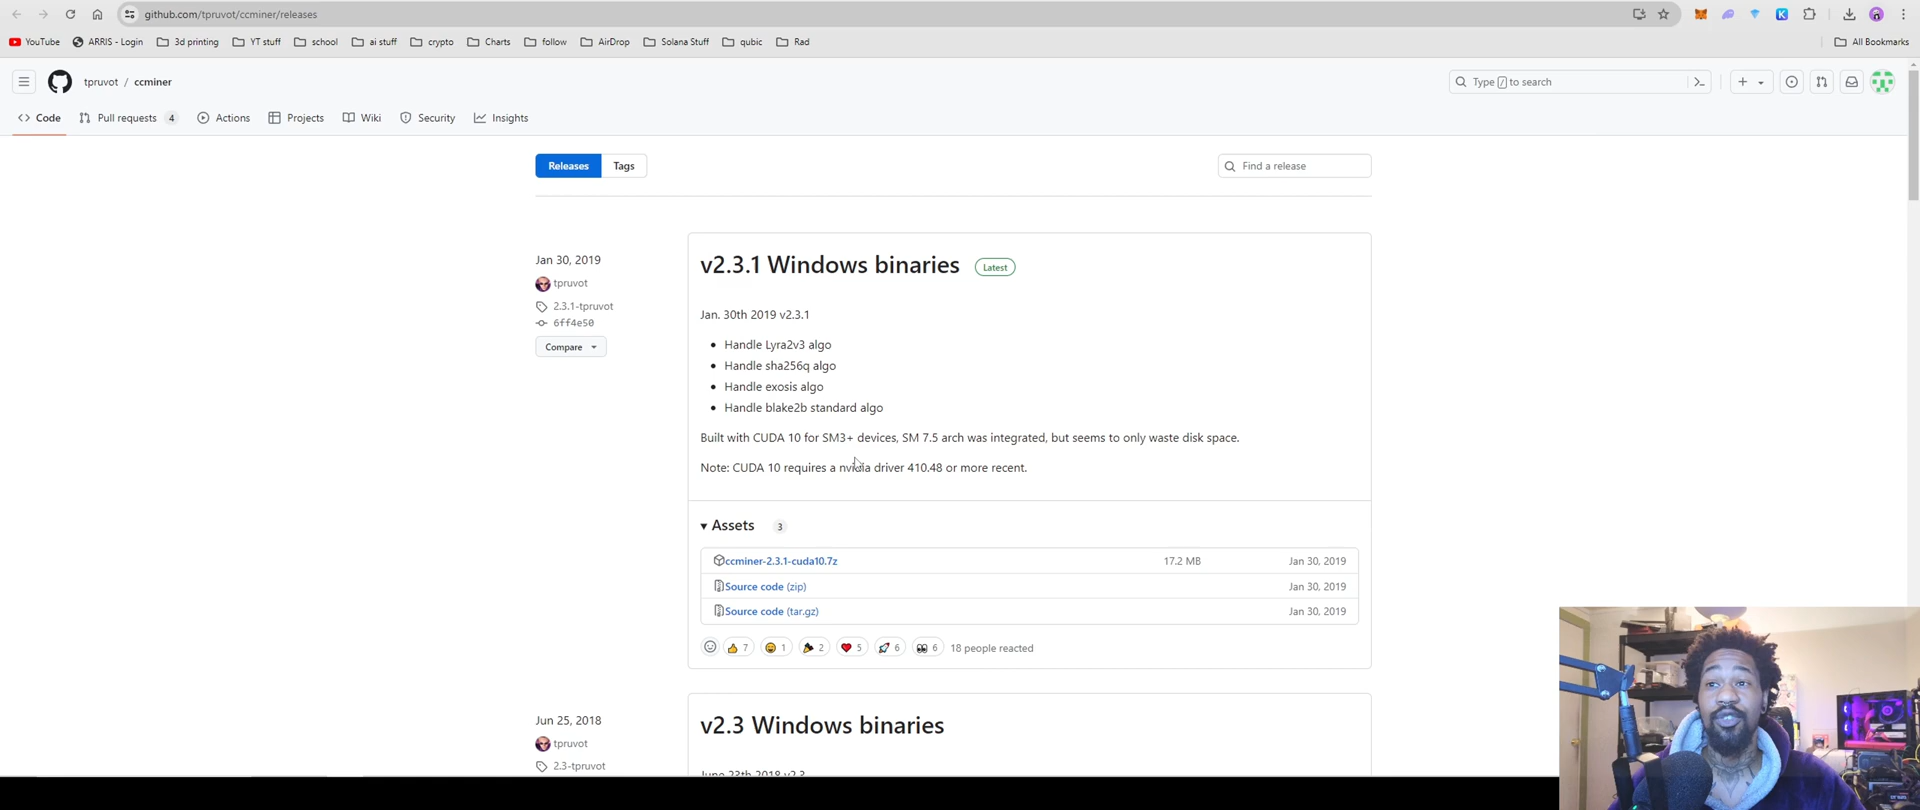 github.com/tpruvot/ccminer/releases
YouTube ARRIS - Login 3d printing YT stuff school ai stuff crypto Charts follow AirDrop Solana Stuff qubic Rad All Bookmarks
tpruvot / ccminer Type / to search
Code Pull requests 4 Actions Projects Wiki Security Insights
Releases Tags Find a release
Jan 30, 2019
tpruvot
2.3.1-tpruvot
6ff4e50
Compare
v2.3.1 Windows binaries Latest
Jan. 30th 2019 v2.3.1
• Handle Lyra2v3 algo
• Handle sha256q algo
• Handle exosis algo
• Handle blake2b standard algo
Built with CUDA 10 for SM3+ devices, SM 7.5 arch was integrated, but seems to only waste disk space.
Note: CUDA 10 requires a nvidia driver 410.48 or more recent.
Assets 3
ccminer-2.3.1-cuda10.7z 17.2 MB Jan 30, 2019
Source code (zip) Jan 30, 2019
Source code (tar.gz) Jan 30, 2019
7 1 2 5 6 6 18 people reacted
Jun 25, 2018
tpruvot
2.3-tpruvot
v2.3 Windows binaries
June 23th 2018 v2.3